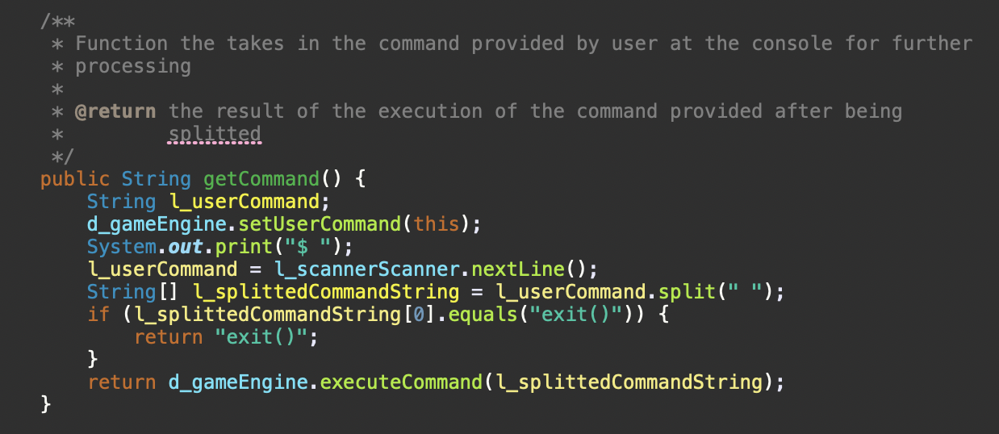 /**
 * Function the takes in the command provided by user at the console for further
 * processing
 *
 * @return the result of the execution of the command provided after being
 *         splitted
 */
public String getCommand() {
    String l_userCommand;
    d_gameEngine.setUserCommand(this);
    System.out.print("$ ");
    l_userCommand = l_scannerScanner.nextLine();
    String[] l_splittedCommandString = l_userCommand.split(" ");
    if (l_splittedCommandString[0].equals("exit()")) {
        return "exit()";
    }
    return d_gameEngine.executeCommand(l_splittedCommandString);
}